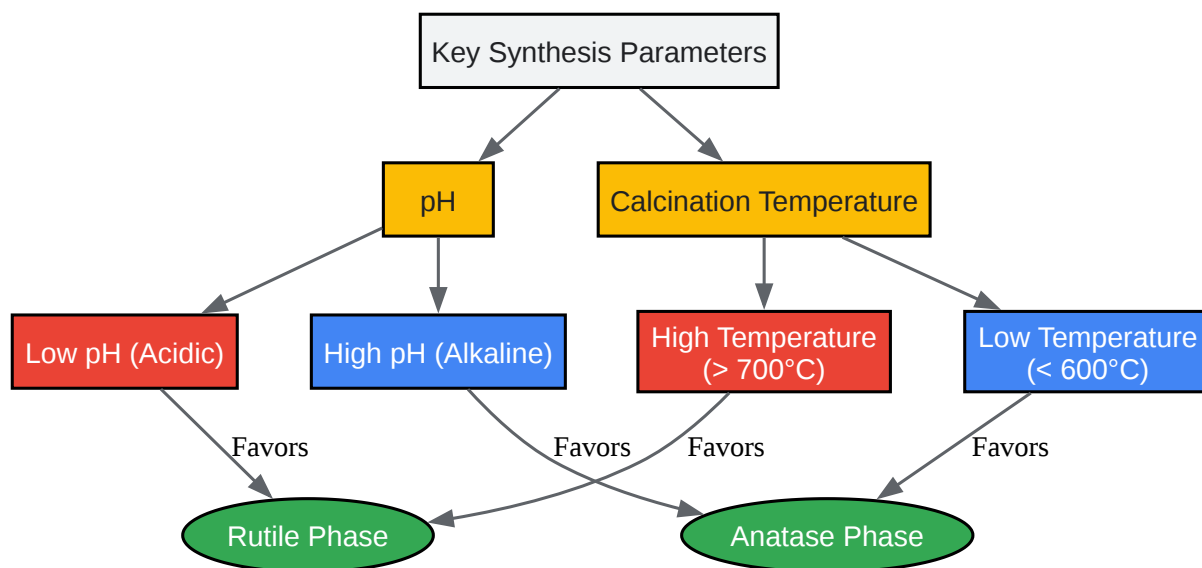 Key Synthesis Parameters
pH
Calcination Temperature
Low pH (Acidic)
High pH (Alkaline)
High Temperature
(> 700°C)
Low Temperature
(< 600°C)
Favors
Favors
Favors
Favors
Rutile Phase
Anatase Phase